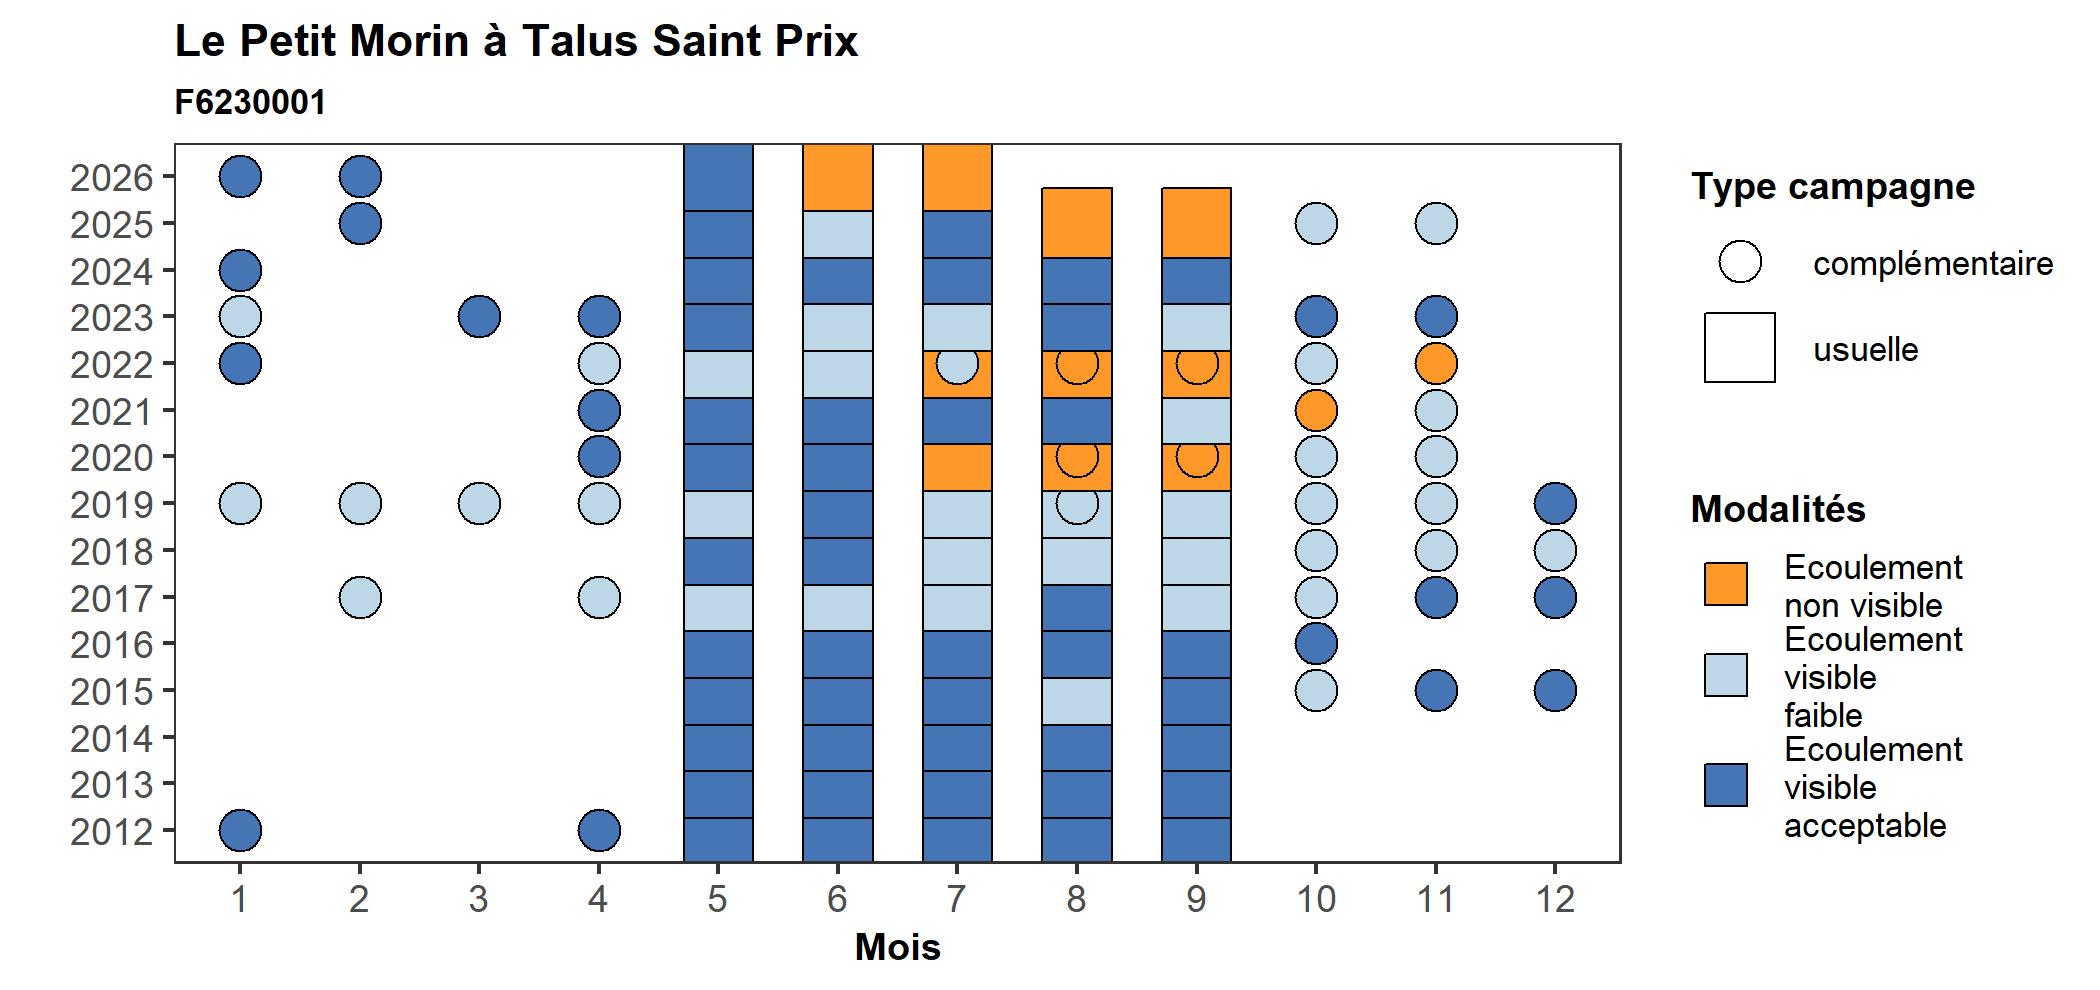 Le Petit Morin à Talus Saint Prix
F6230001
2026
2025
2024
2023
2022
2021
2020
2019
2018
2017
2016
2015
2014
2013
2012
1 2 3 4 5 6 7 8 9 10 11 12
Mois
Type campagne
complémentaire
usuelle
Modalités
Ecoulement
non visible
Ecoulement
visible
faible
Ecoulement
visible
acceptable